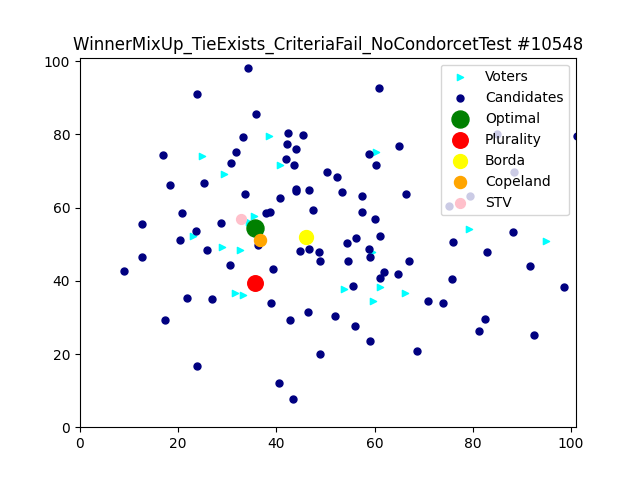 WinnerMixUp_TieExists_CriteriaFail_NoCondorcetTest #10548
100
80
60
40
20
0
0 20 40 60 80 100
Voters
Candidates
Optimal
Plurality
Borda
Copeland
STV